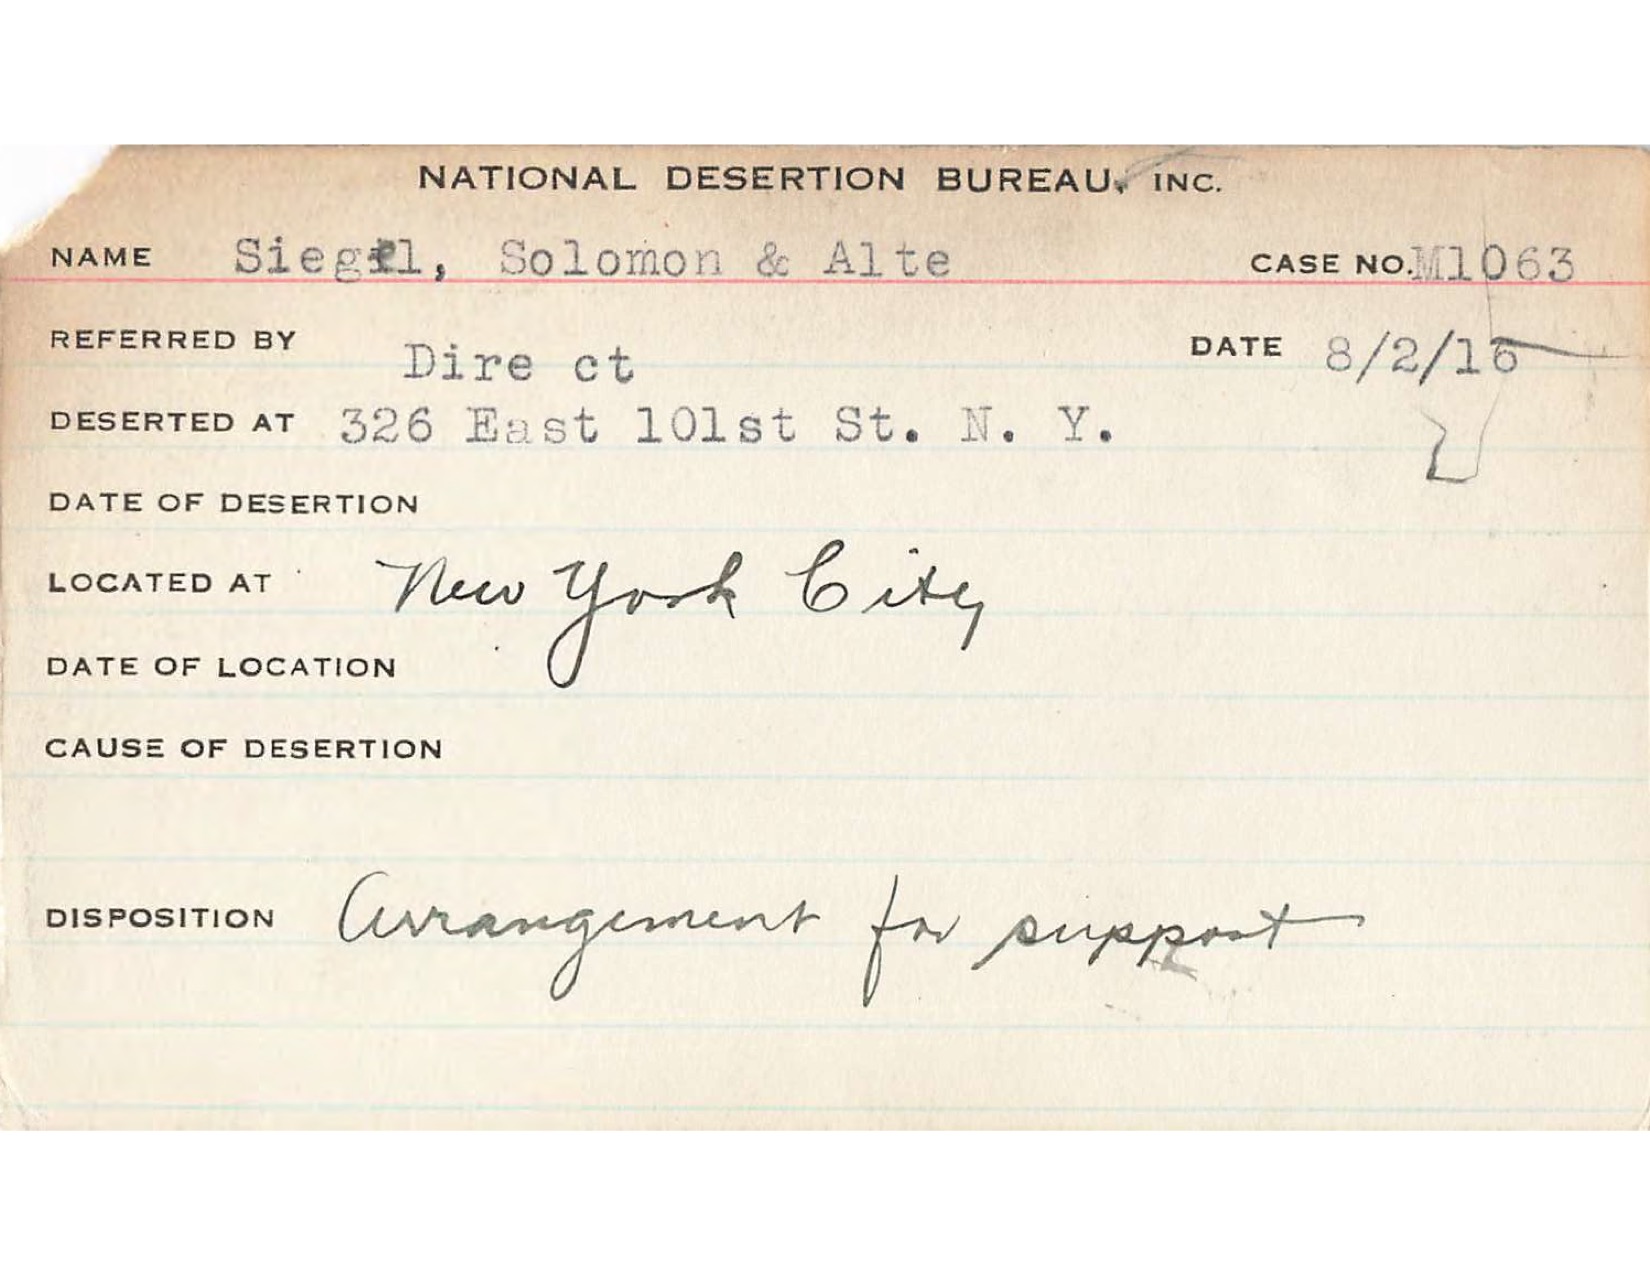 NATIONAL DESERTION BUREAU, INC.
NAME Siegel, Solomon & Alte CASE NO. M1063
REFERRED BY Dire ct DATE 8/2/16
DESERTED AT 326 East 101st St. N. Y.
DATE OF DESERTION
LOCATED AT New York City
DATE OF LOCATION
CAUSE OF DESERTION
DISPOSITION Arrangement for support